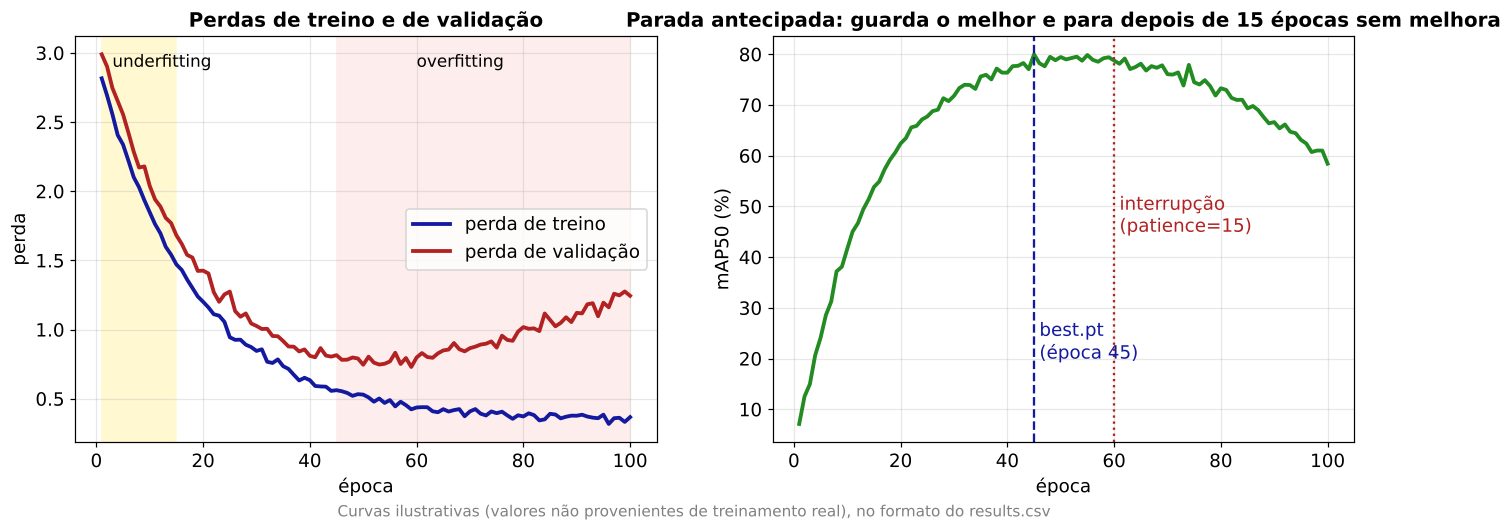 Perdas de treino e de validação
3.0
2.5
2.0
1.5
1.0
0.5
perda
underfitting
overfitting
perda de treino
perda de validação
0
20
40
60
80
100
época
Parada antecipada: guarda o melhor e para depois de 15 épocas sem melhora
80
70
60
50
40
30
20
10
mAP50 (%)
interrupção
(patience=15)
best.pt
(época 45)
0
20
40
60
80
100
época
Curvas ilustrativas (valores não provenientes de treinamento real), no formato do results.csv